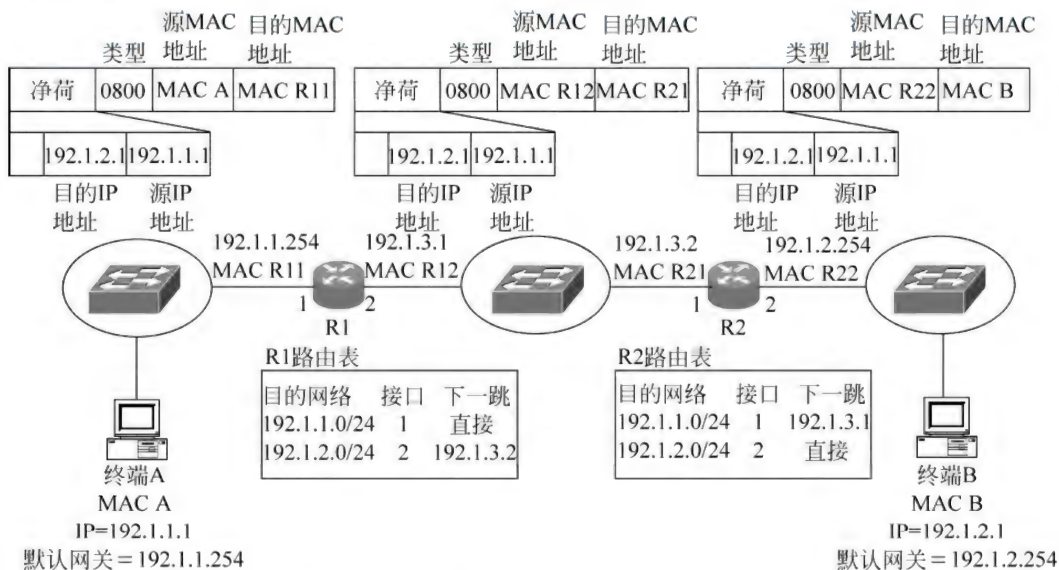 源MAC 目的MAC
类型 地址 地址
净荷 0800 MAC A MAC R11
192.1.2.1 192.1.1.1
目的IP 源IP
地址 地址
源MAC 目的MAC
类型 地址 地址
净荷 0800 MAC R12 MAC R21
192.1.2.1 192.1.1.1
目的IP 源IP
地址 地址
源MAC 目的MAC
类型 地址 地址
净荷 0800 MAC R22 MAC B
192.1.2.1 192.1.1.1
目的IP 源IP
地址 地址
192.1.1.254 192.1.3.1
MAC R11 MAC R12
1 2
R1
192.1.3.2 192.1.2.254
MAC R21 MAC R22
1 2
R2
R1路由表
目的网络 接口 下一跳
192.1.1.0/24 1 直接
192.1.2.0/24 2 192.1.3.2
R2路由表
目的网络 接口 下一跳
192.1.1.0/24 1 192.1.3.1
192.1.2.0/24 2 直接
终端A
MAC A
IP=192.1.1.1
默认网关=192.1.1.254
终端B
MAC B
IP=192.1.2.1
默认网关=192.1.2.254